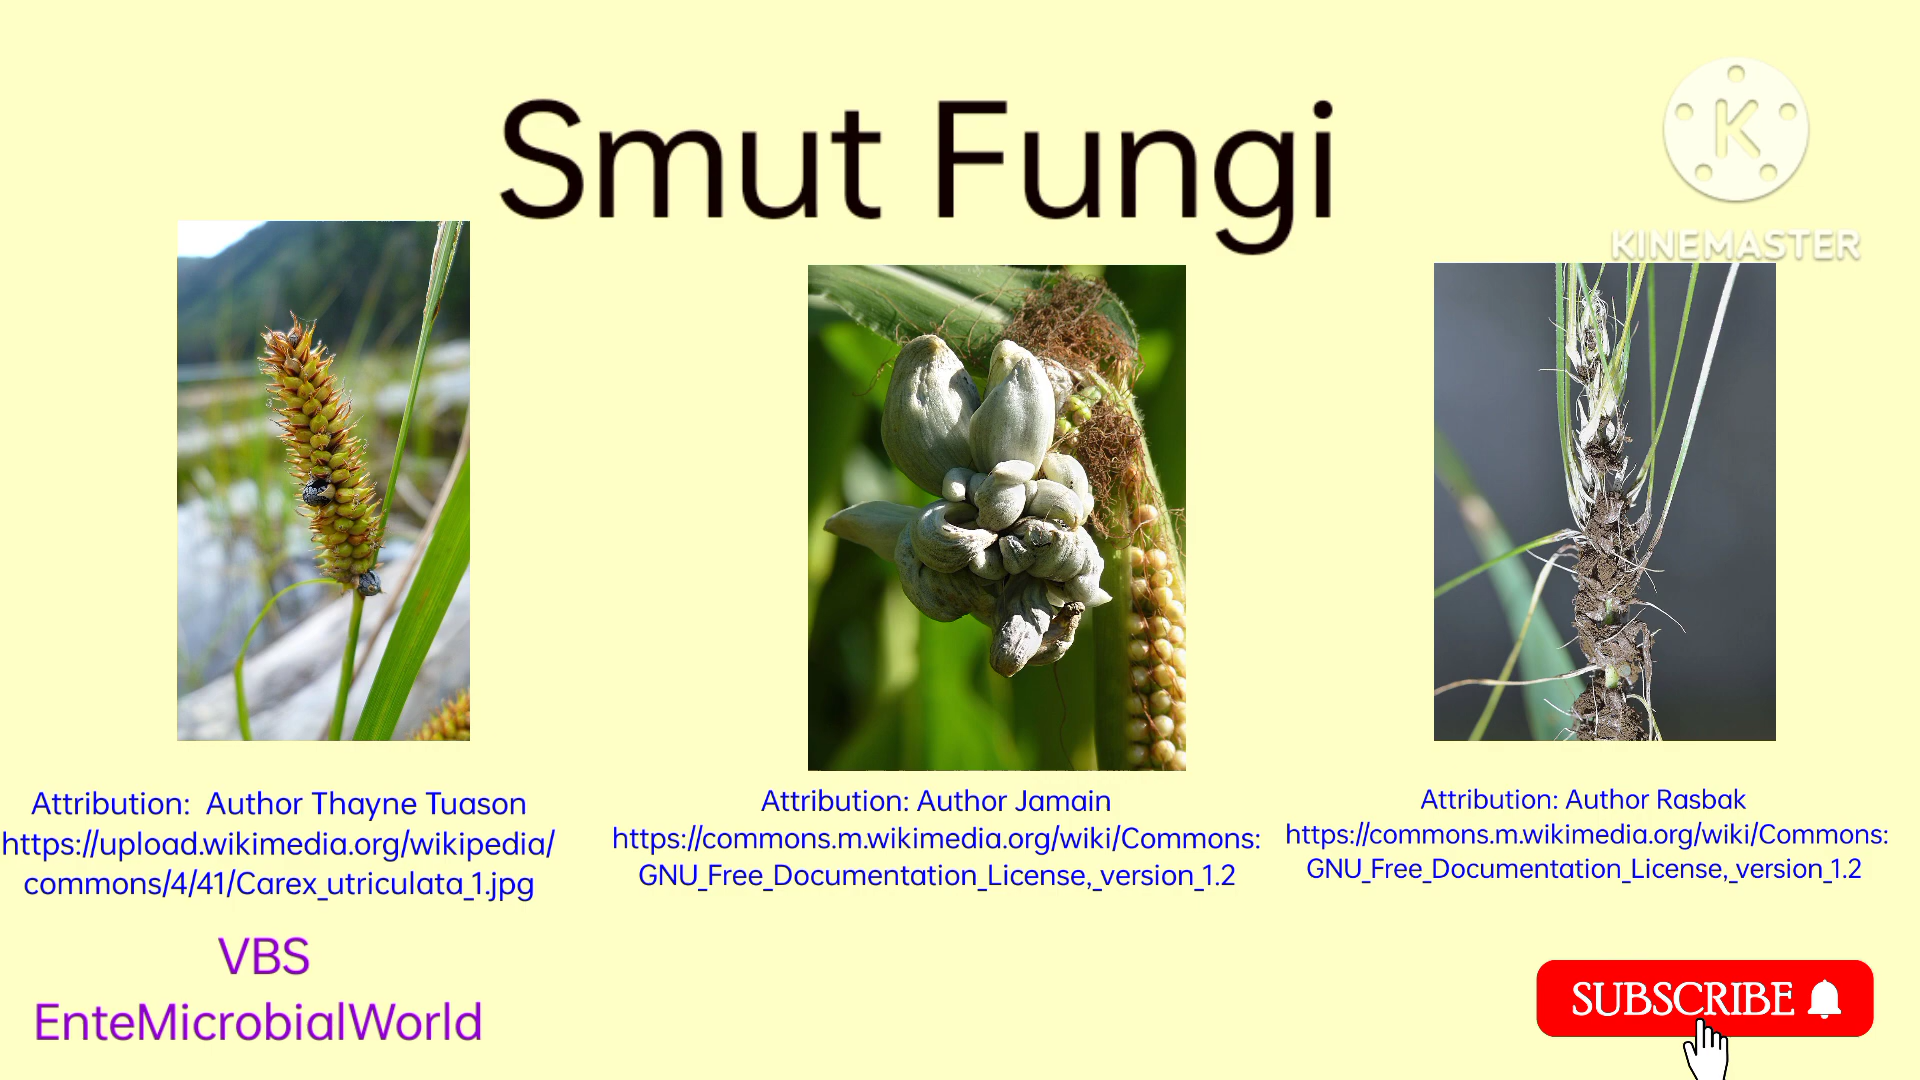 Smut Fungi
K
KINEMASTER
Attribution:  Author Thayne Tuason
https://upload.wikimedia.org/wikipedia/
commons/4/41/Carex_utriculata_1.jpg
Attribution: Author Jamain
https://commons.m.wikimedia.org/wiki/Commons:
GNU_Free_Documentation_License,_version_1.2
Attribution: Author Rasbak
https://commons.m.wikimedia.org/wiki/Commons:
GNU_Free_Documentation_License,_version_1.2
VBS
EnteMicrobialWorld
SUBSCRIBE